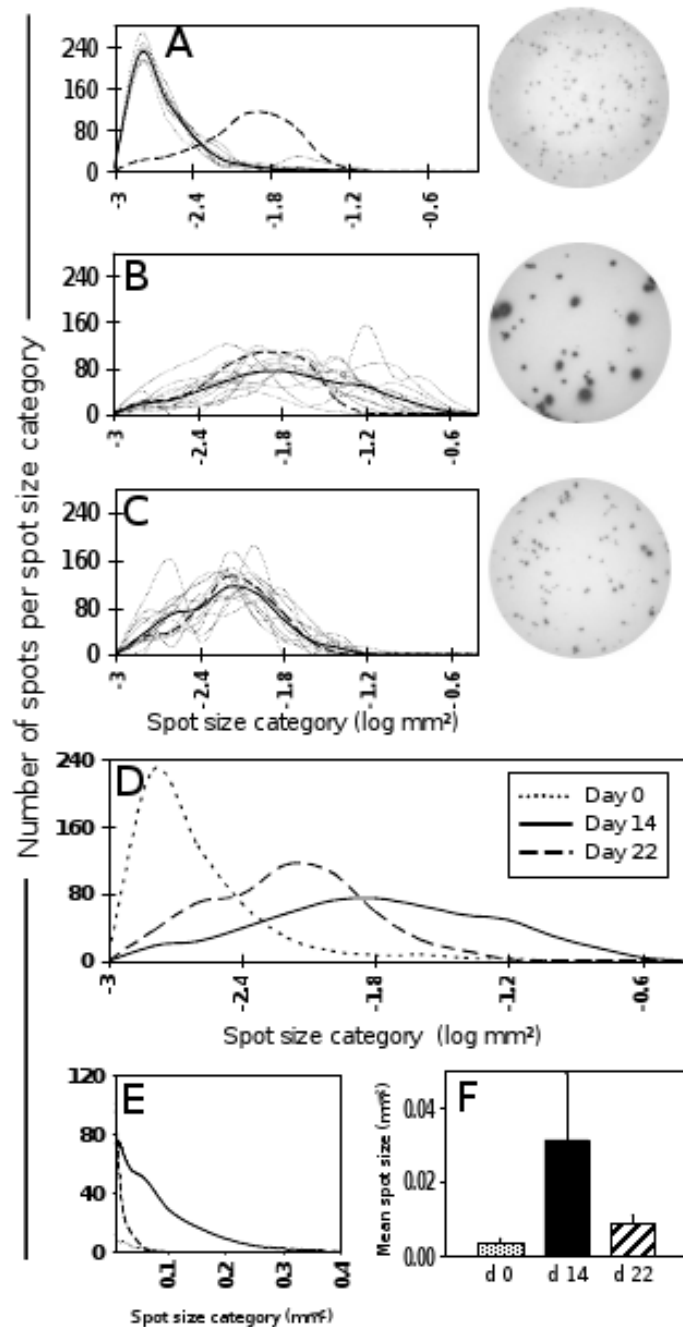 Number of spots per spot size category
A
240
160
80
0
-3
-2.4
-1.8
-1.2
-0.6
B
240
160
80
0
-3
-2.4
-1.8
-1.2
-0.6
C
240
160
80
0
-3
-2.4
-1.8
-1.2
-0.6
Spot size category (log mm²)
D
240
160
80
0
Day 0
Day 14
Day 22
-3
-2.4
-1.8
-1.2
-0.6
Spot size category (log mm²)
E
120
80
40
0
0.1
0.2
0.3
0.4
Spot size category (mm²)
F
Mean spot size (mm²)
0.04
0.02
0.00
d 0
d 14
d 22